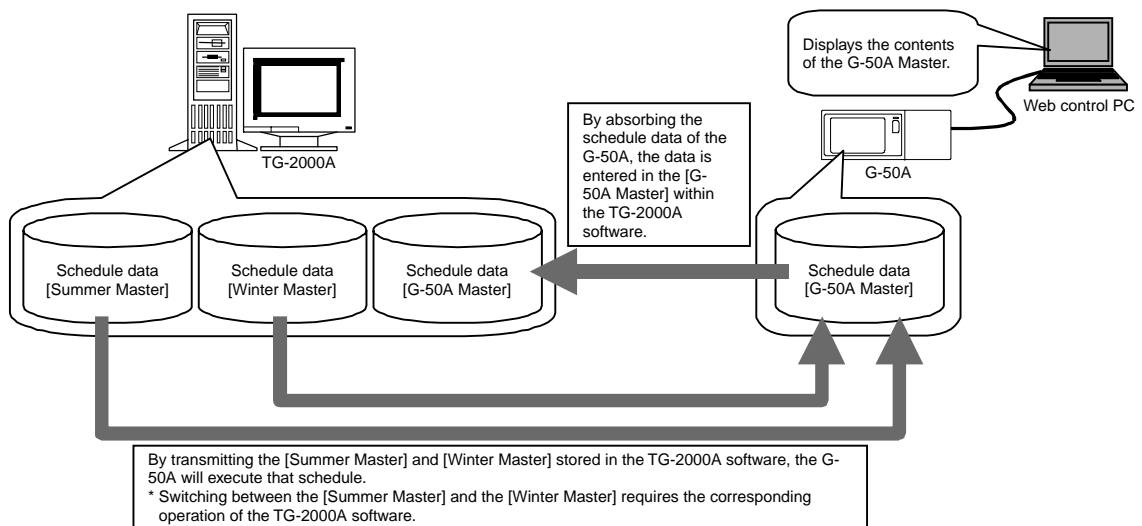 Displays the contents
of the G-50A Master.
Web control PC
TG-2000A
By absorbing the
schedule data of the
G-50A, the data is
entered in the [G-
50A Master] within
the TG-2000A
software.
G-50A
Schedule data
[Summer Master]
Schedule data
[Winter Master]
Schedule data
[G-50A Master]
Schedule data
[G-50A Master]
By transmitting the [Summer Master] and [Winter Master] stored in the TG-2000A software, the G-
50A will execute that schedule.
* Switching between the [Summer Master] and the [Winter Master] requires the corresponding
operation of the TG-2000A software.